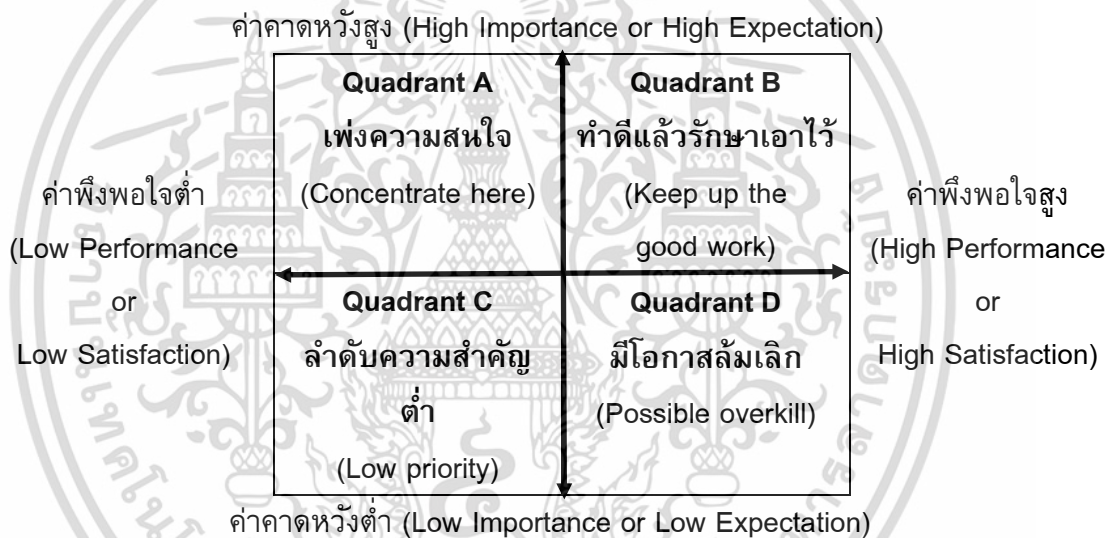 ค่าคาดหวังสูง (High Importance or High Expectation)
Quadrant A
เพ่งความสนใจ
(Concentrate here)
Quadrant B
ทำดีแล้วรักษาเอาไว้
(Keep up the
good work)
ค่าพึงพอใจต่ำ
(Low Performance
or
Low Satisfaction)
ค่าพึงพอใจสูง
(High Performance
or
High Satisfaction)
Quadrant C
ลำดับความสำคัญ
ต่ำ
(Low priority)
Quadrant D
มีโอกาสล้มเลิก
(Possible overkill)
ค่าคาดหวังต่ำ (Low Importance or Low Expectation)